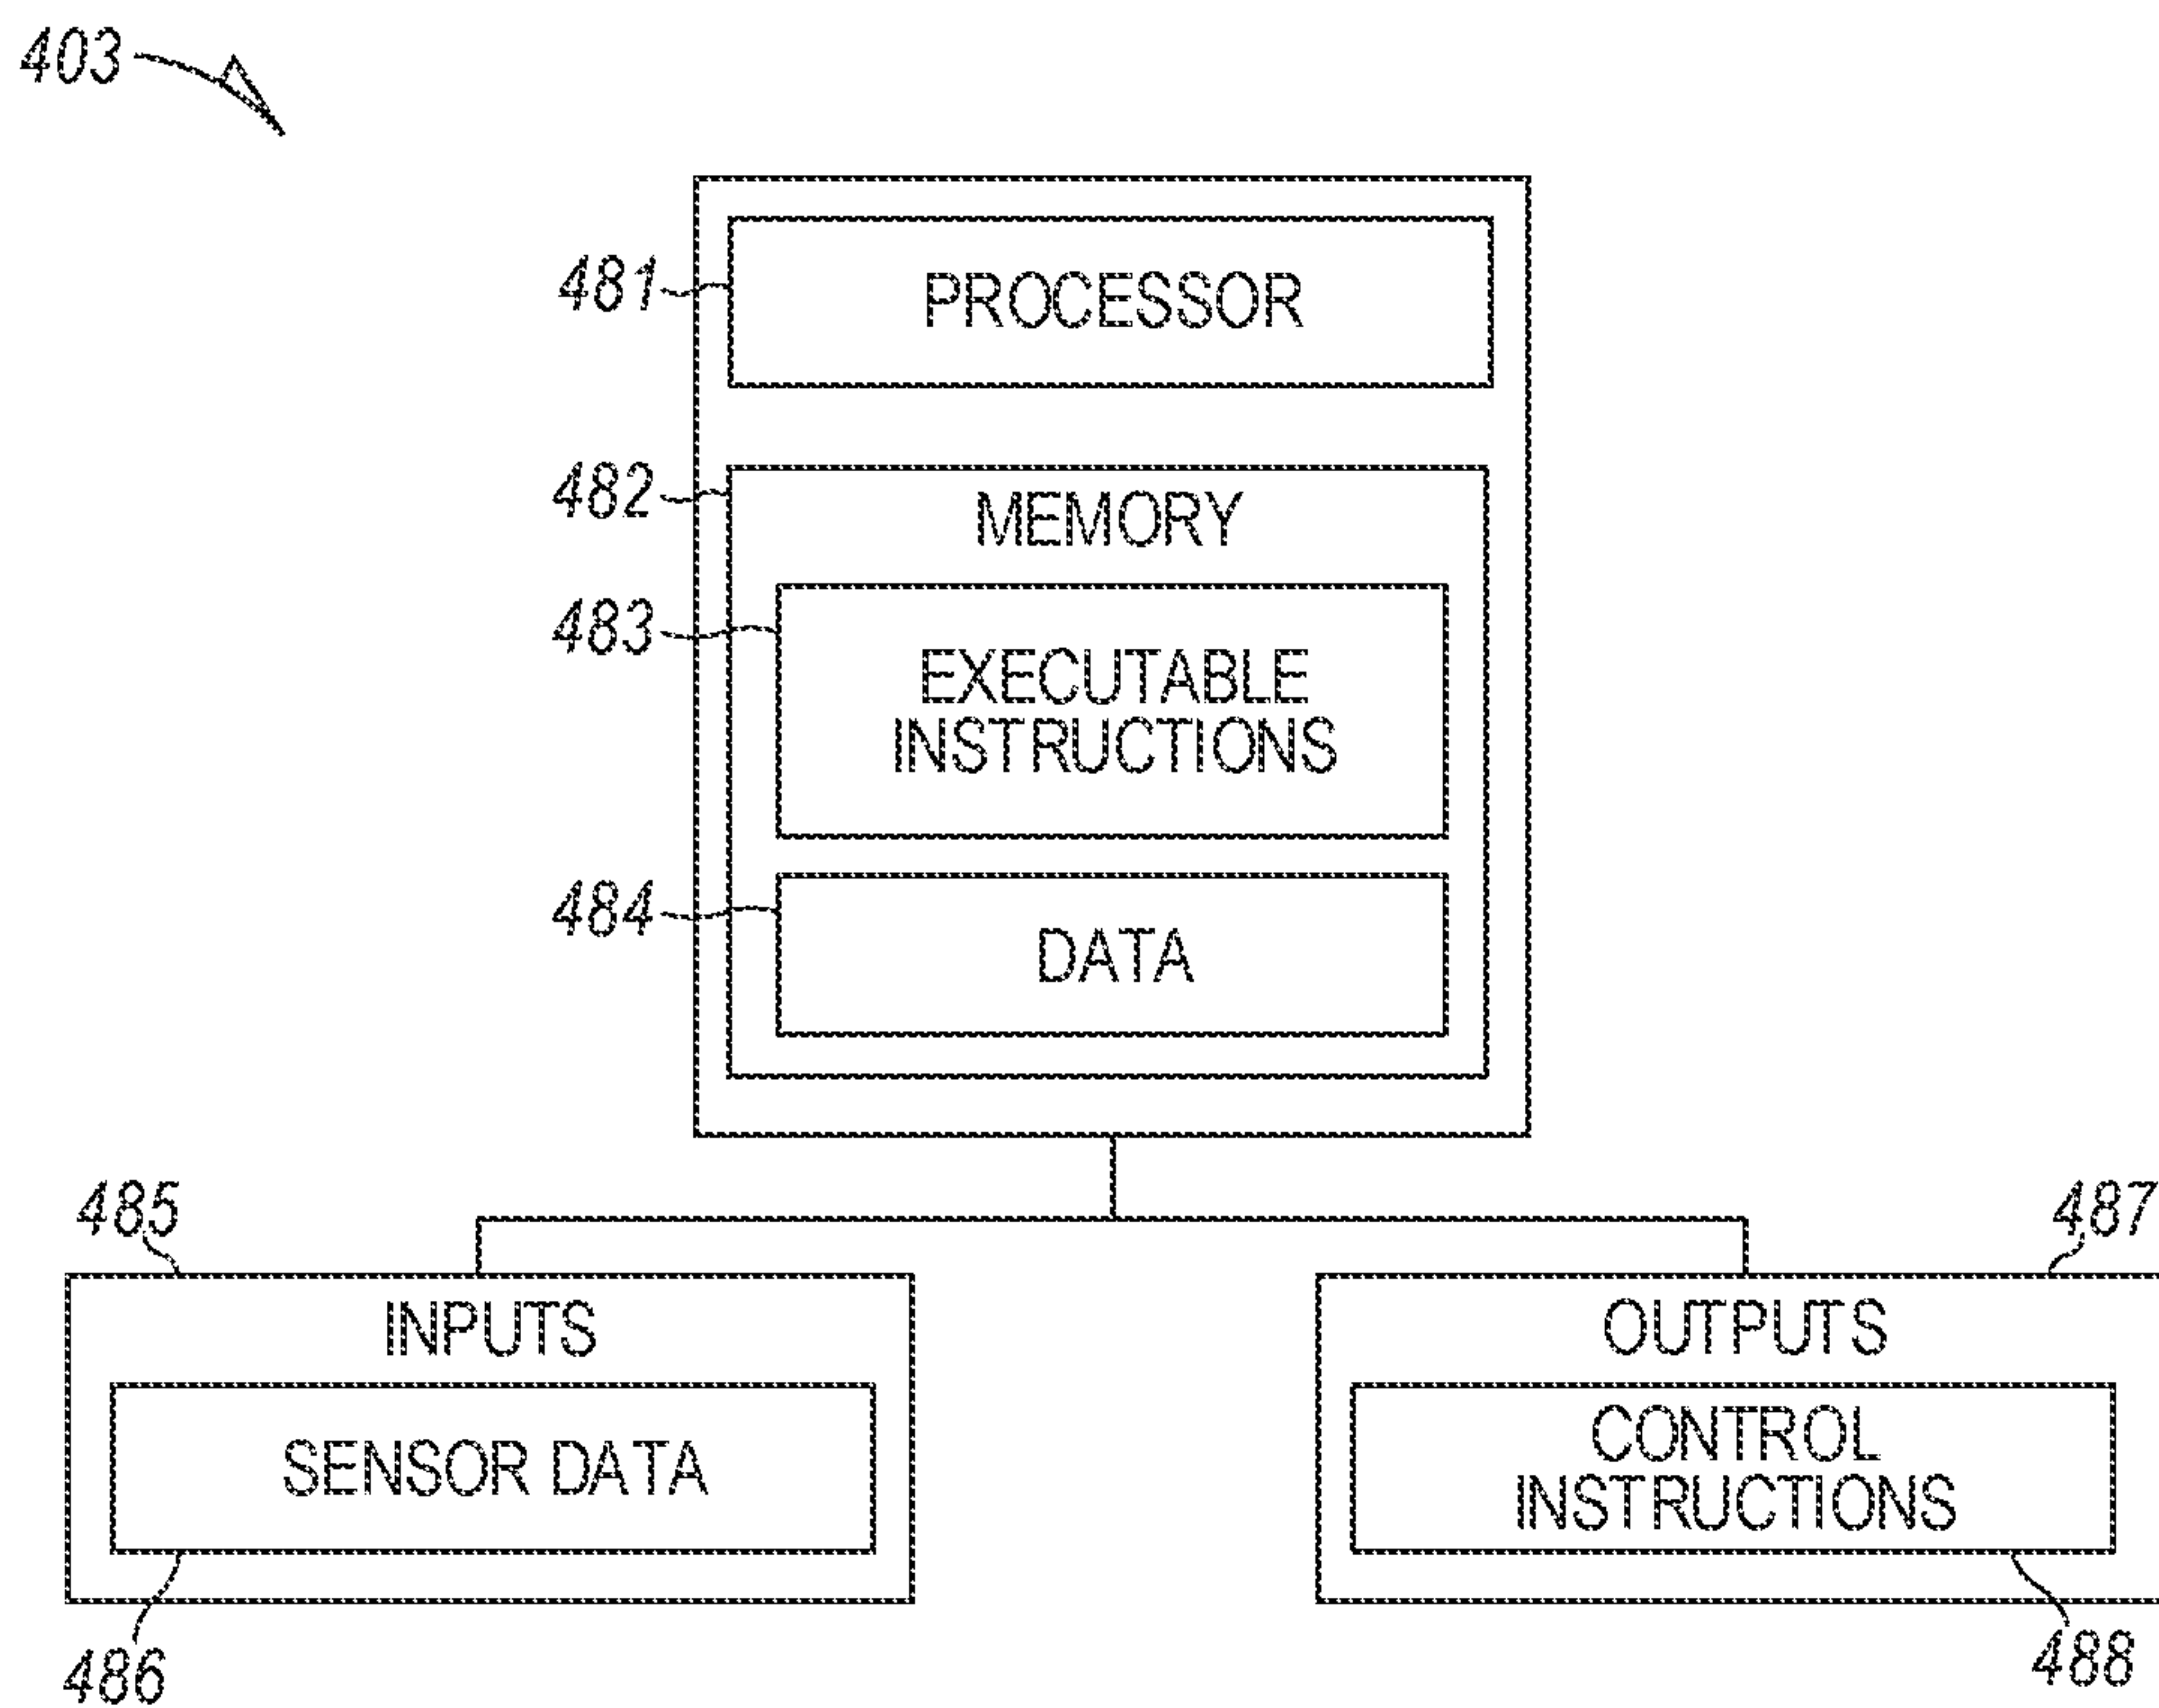 403
481
PROCESSOR
482
MEMORY
483
EXECUTABLE
INSTRUCTIONS
484
DATA
485
INPUTS
SENSOR DATA
486
487
OUTPUTS
CONTROL
INSTRUCTIONS
488